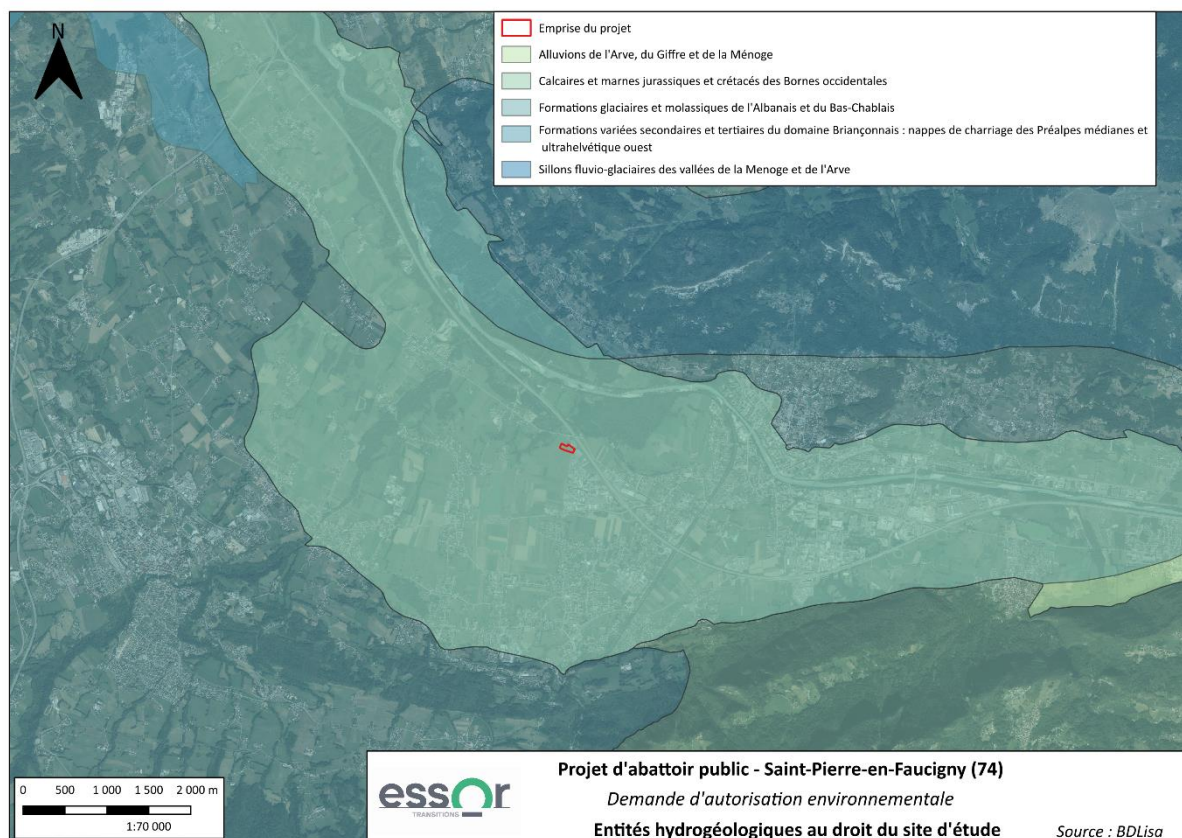 N
Emprise du projet
Alluvions de l'Arve, du Giffre et de la Ménoge
Calcaires et marnes jurassiques et crétacés des Bornes occidentales
Formations glaciaires et molassiques de l'Albanais et du Bas-Chablais
Formations variées secondaires et tertiaires du domaine Briançonnais : nappes de charriage des Préalpes médianes et
ultrahelvétique ouest
Sillons fluvio-glaciaires des vallées de la Menoge et de l'Arve
0 500 1 000 1 500 2 000 m
1:70 000
essor
TRANSITIONS
Projet d'abattoir public - Saint-Pierre-en-Faucigny (74)
Demande d'autorisation environnementale
Entités hydrogéologiques au droit du site d'étude
Source : BDLisa